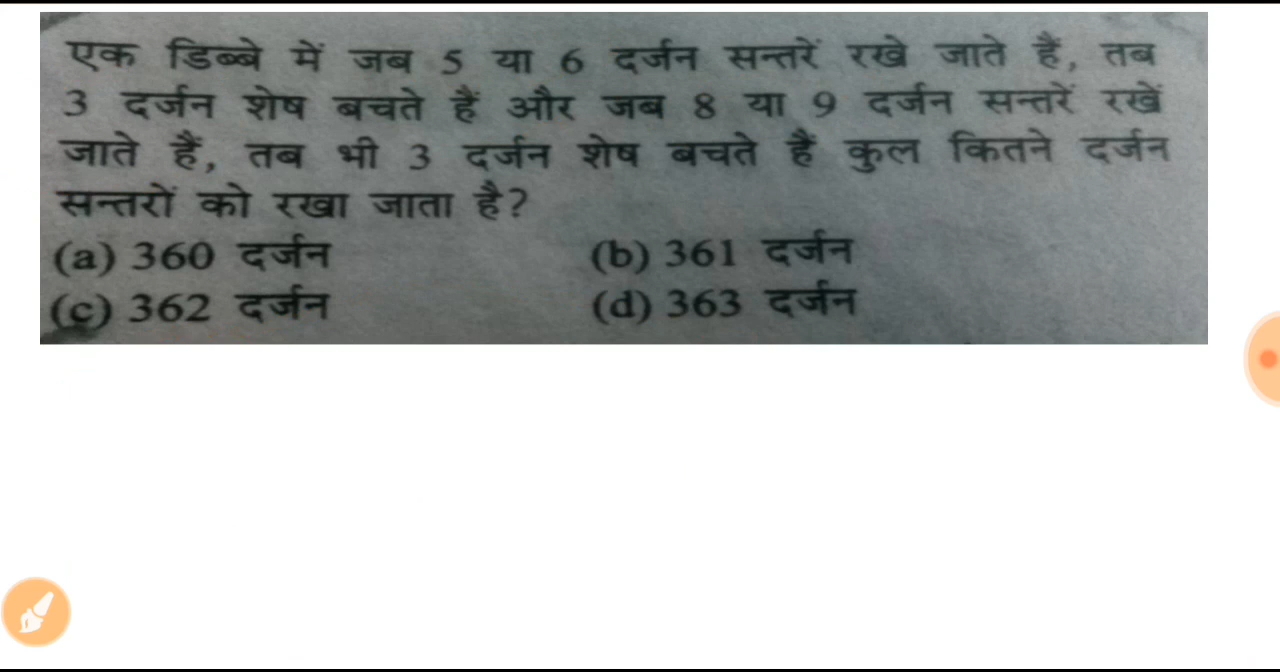 एक डिब्बे में जब 5 या 6 दर्जन सन्तरें रखे जाते हैं, तब
3 दर्जन शेष बचते हैं और जब 8 या 9 दर्जन सन्तरें रखें
जाते हैं, तब भी 3 दर्जन शेष बचते हैं कुल कितने दर्जन
सन्तरों को रखा जाता है?
(a) 360 दर्जन (b) 361 दर्जन
(c) 362 दर्जन (d) 363 दर्जन